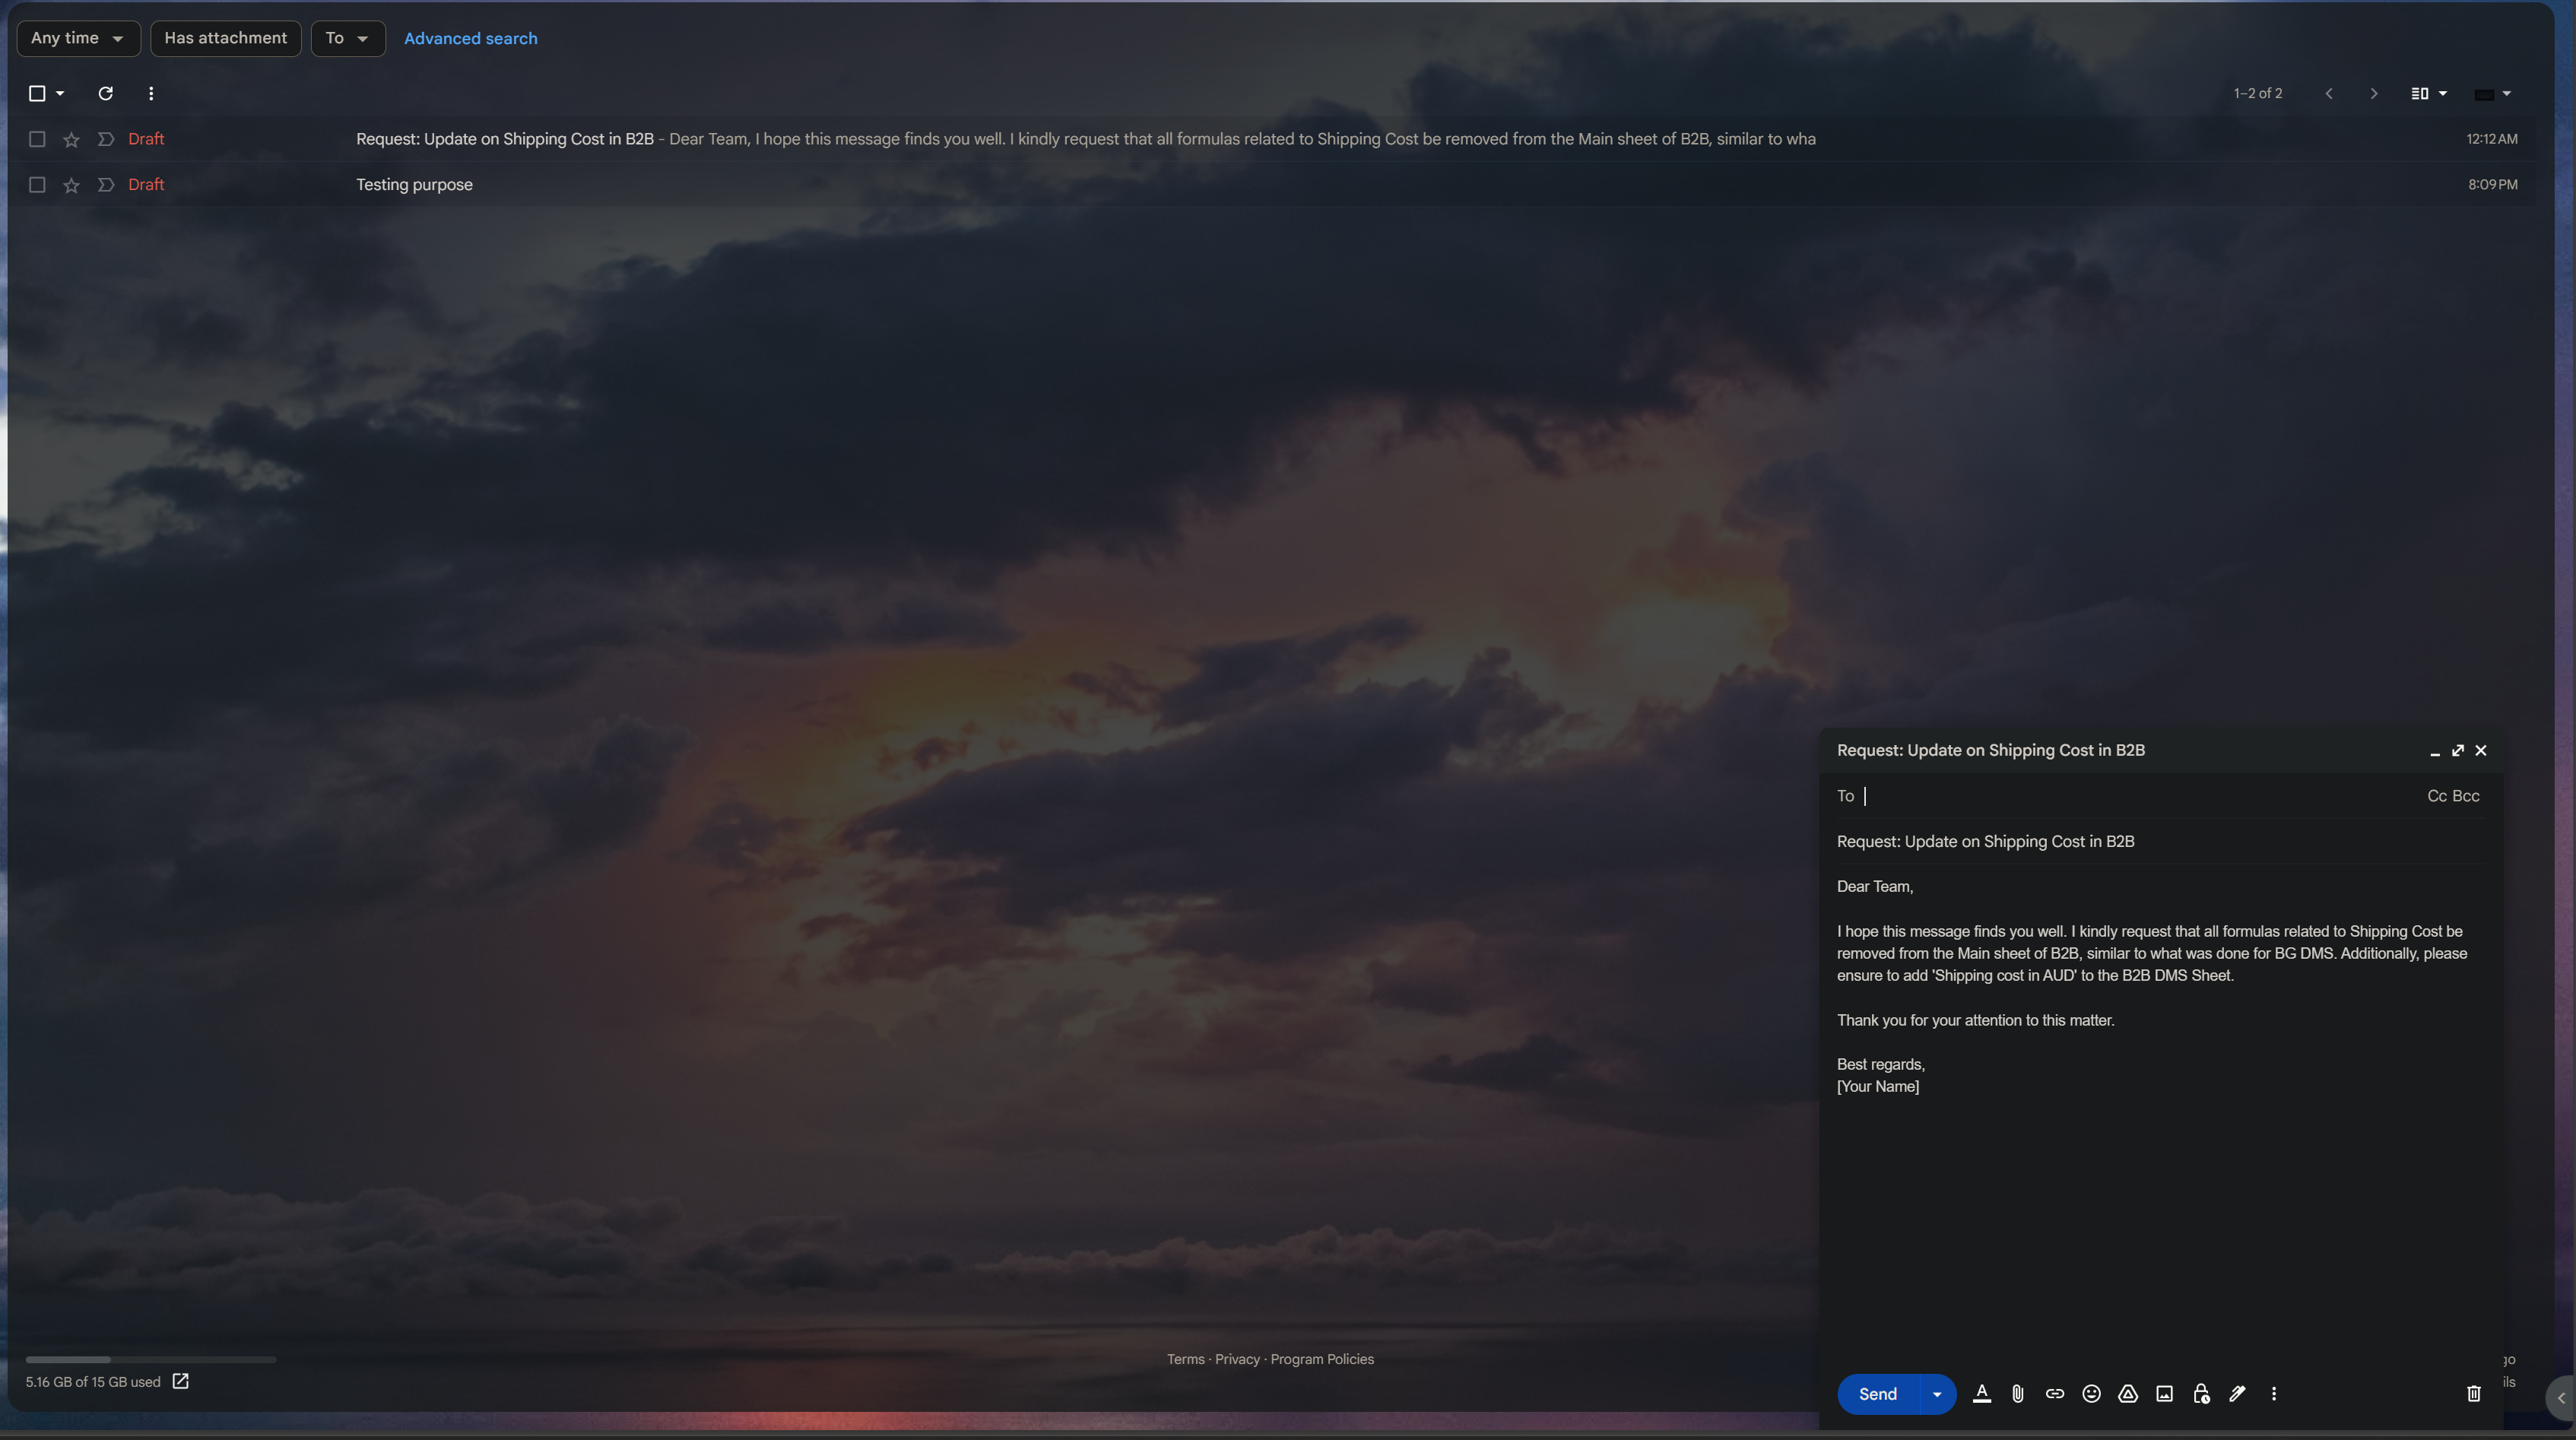 Any time
Has attachment
To
Advanced search
1–2 of 2
Draft
Request: Update on Shipping Cost in B2B - Dear Team, I hope this message finds you well. I kindly request that all formulas related to Shipping Cost be removed from the Main sheet of B2B, similar to wha
12:12 AM
Draft
Testing purpose
8:09 PM
Request: Update on Shipping Cost in B2B
To
Cc Bcc
Request: Update on Shipping Cost in B2B
Dear Team,
I hope this message finds you well. I kindly request that all formulas related to Shipping Cost be
removed from the Main sheet of B2B, similar to what was done for BG DMS. Additionally, please
ensure to add 'Shipping cost in AUD' to the B2B DMS Sheet.
Thank you for your attention to this matter.
Best regards,
[Your Name]
Terms · Privacy · Program Policies
5.16 GB of 15 GB used
Send